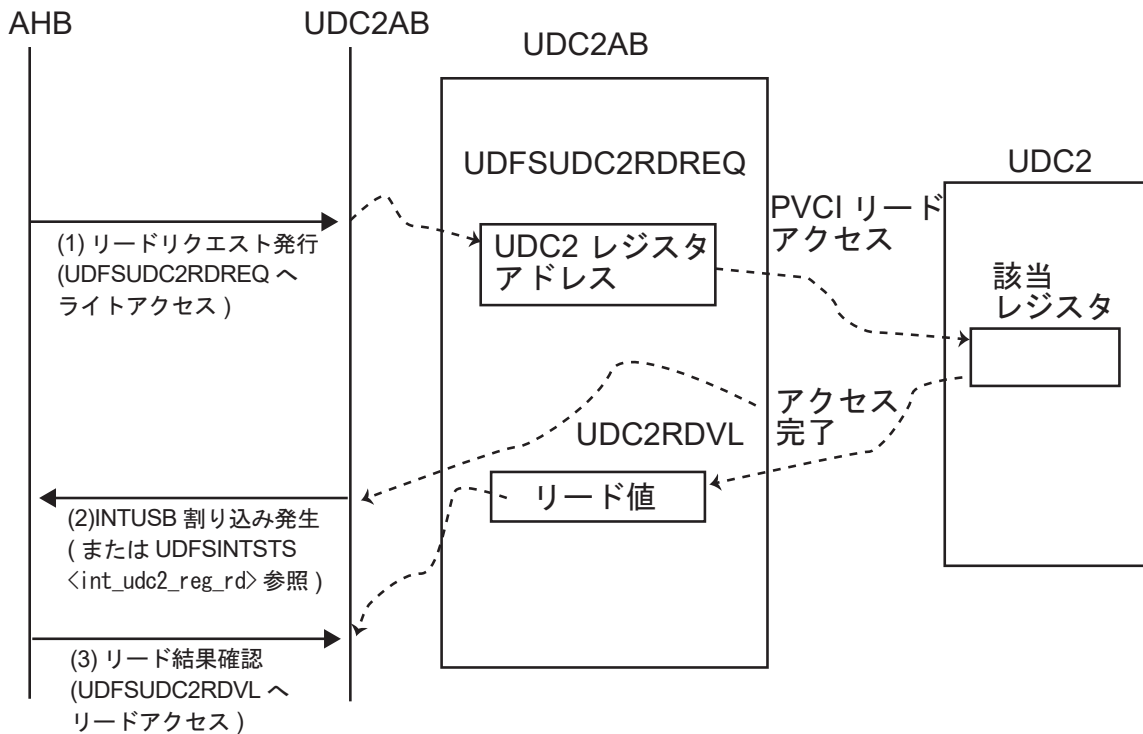 AHB
UDC2AB
UDC2AB
UDFSUDC2RDREQ
UDC2
PVCI リード
アクセス
(1) リードリクエスト発行
(UDFSUDC2RDREQ へ
ライトアクセス )
UDC2 レジスタ
アドレス
該当
レジスタ
アクセス
完了
UDC2RDVL
リード値
(2)INTUSB 割り込み発生
( または UDFSINTSTS
<int_udc2_reg_rd> 参照 )
(3) リード結果確認
(UDFSUDC2RDVL へ
リードアクセス )